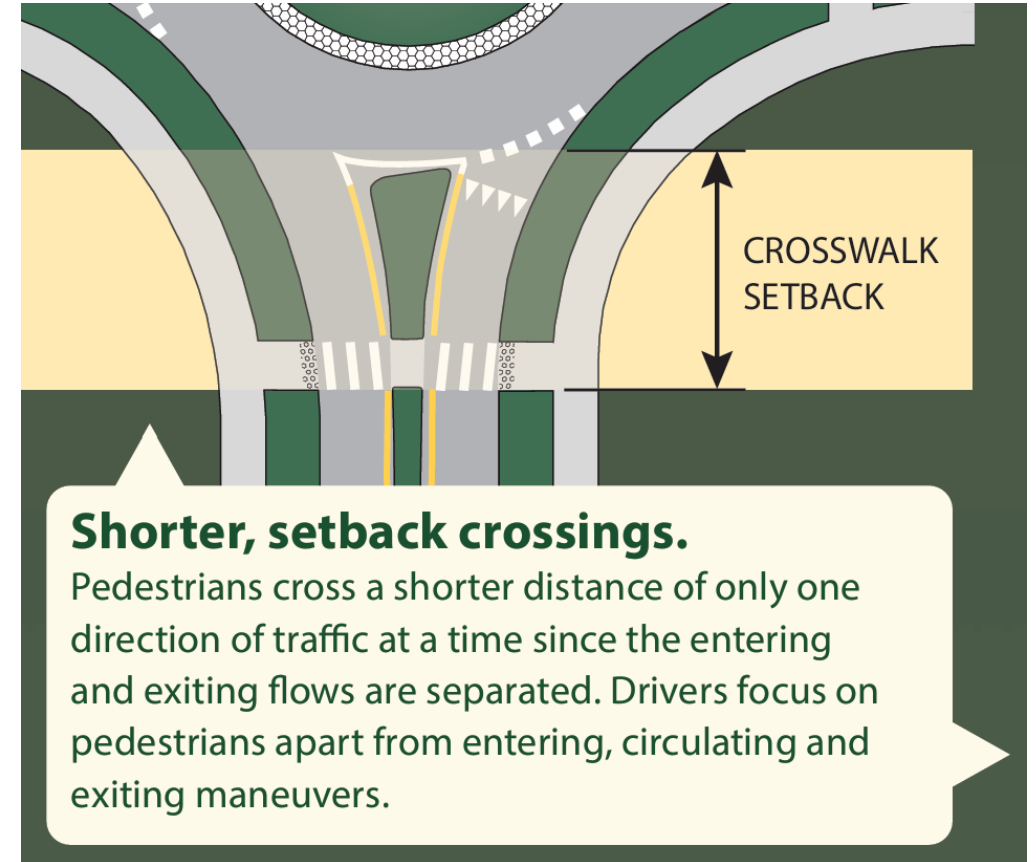 CROSSWALK
SETBACK
Shorter, setback crossings.
Pedestrians cross a shorter distance of only one
direction of traffic at a time since the entering
and exiting flows are separated. Drivers focus on
pedestrians apart from entering, circulating and
exiting maneuvers.